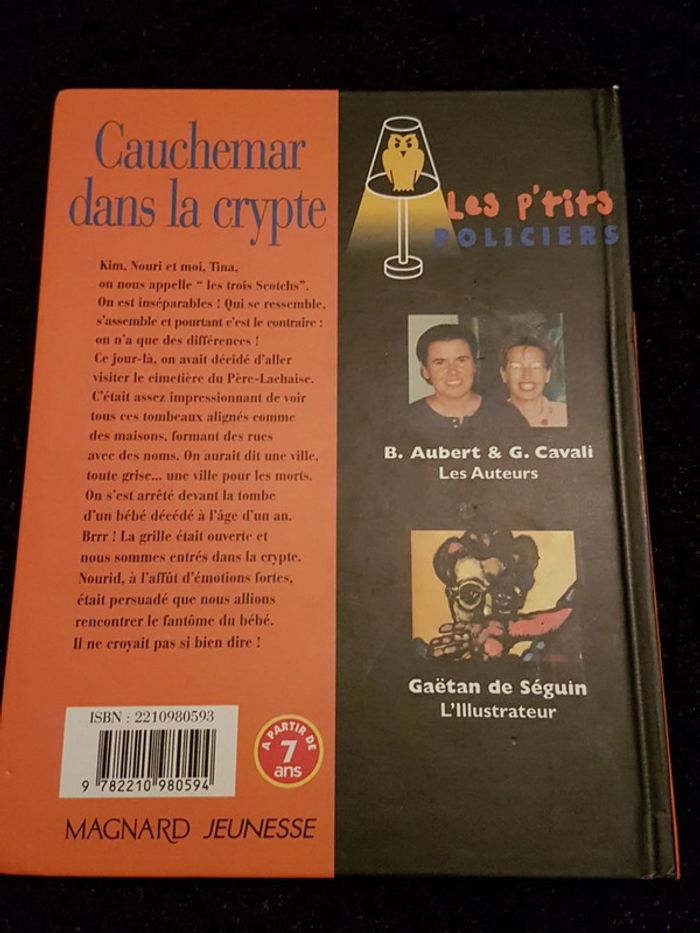 Cauchemar
dans la crypte
Kim, Nouri et moi, Tina,
on nous appelle “ les trois Scotchs”.
On est inséparables ! Qui se ressemble,
s'assemble et pourtant c'est le contraire :
on n'a que des différences !
Ce jour-là, on avait décidé d'aller
visiter le cimetière du Père-Lachaise.
C'était assez impressionnant de voir
tous ces tombeaux alignés comme
des maisons, formant des rues
avec des noms. On aurait dit une ville,
toute grise... une ville pour les morts.
On s'est arrêté devant la tombe
d'un bébé décédé à l'âge d'un an.
Brrr ! La grille était ouverte et
nous sommes entrés dans la crypte.
Nourid, à l'affût d'émotions fortes,
était persuadé que nous allions
rencontrer le fantôme du bébé.
Il ne croyait pas si bien dire !
ISBN : 2210980593
9 782210 980594
A PARTIR DE
7
ans
MAGNARD JEUNESSE
Les p'tits
POLICIERS
B. Aubert & G. Cavali
Les Auteurs
Gaëtan de Séguin
L'Illustrateur